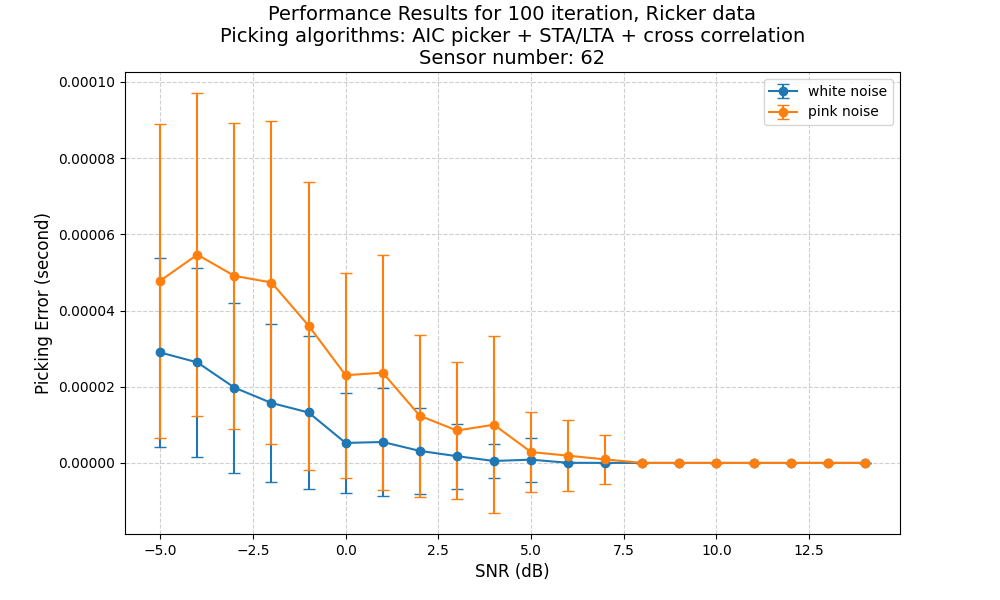 Performance Results for 100 iteration, Ricker data
Picking algorithms: AIC picker + STA/LTA + cross correlation
Sensor number: 62
white noise
pink noise
0.00010
0.00008
0.00006
0.00004
0.00002
0.00000
Picking Error (second)
−5.0 −2.5 0.0 2.5 5.0 7.5 10.0 12.5
SNR (dB)